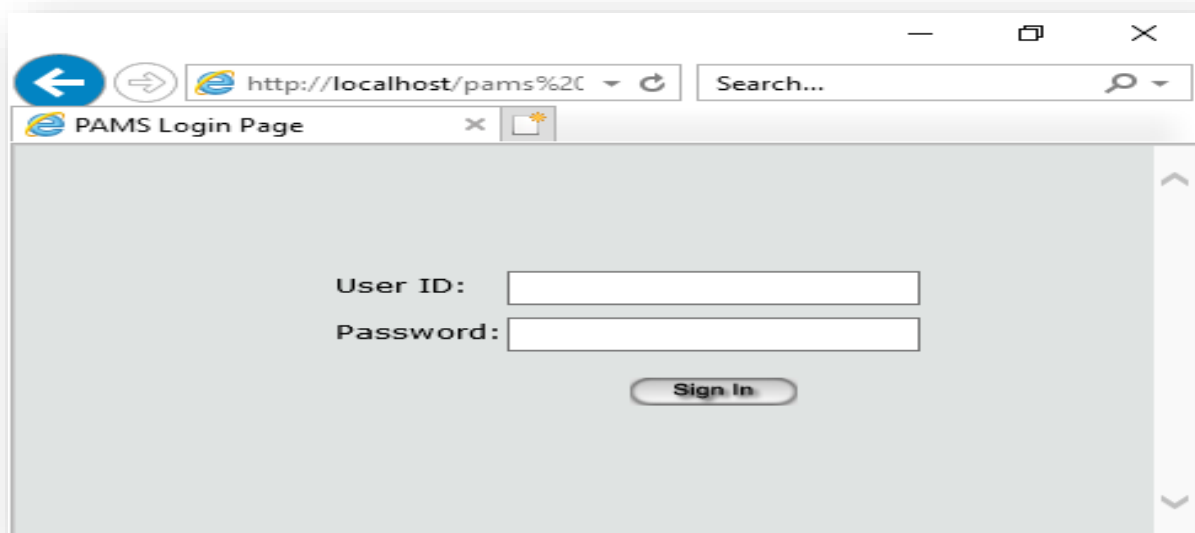 http://localhost/pams%20
Search...
PAMS Login Page
User ID:
Password:
Sign In